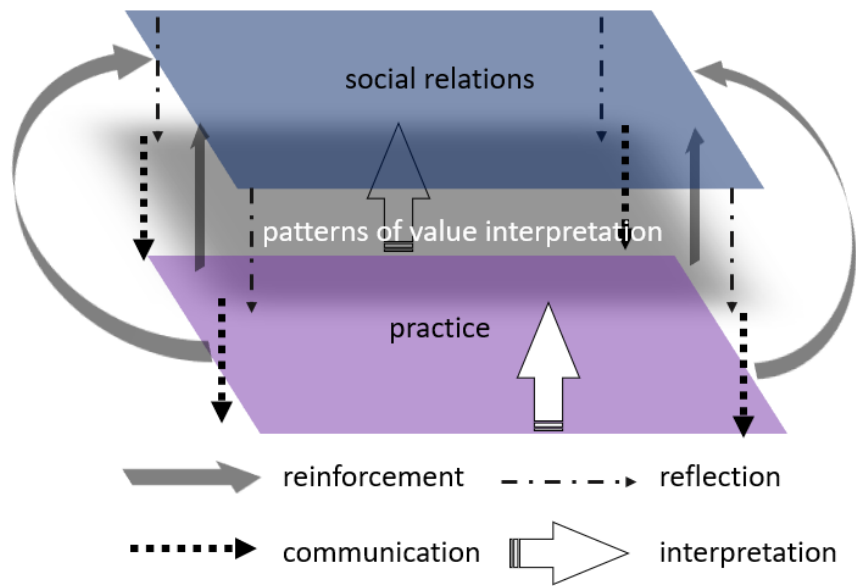 social relations
patterns of value interpretation
practice
reinforcement
reflection
communication
interpretation